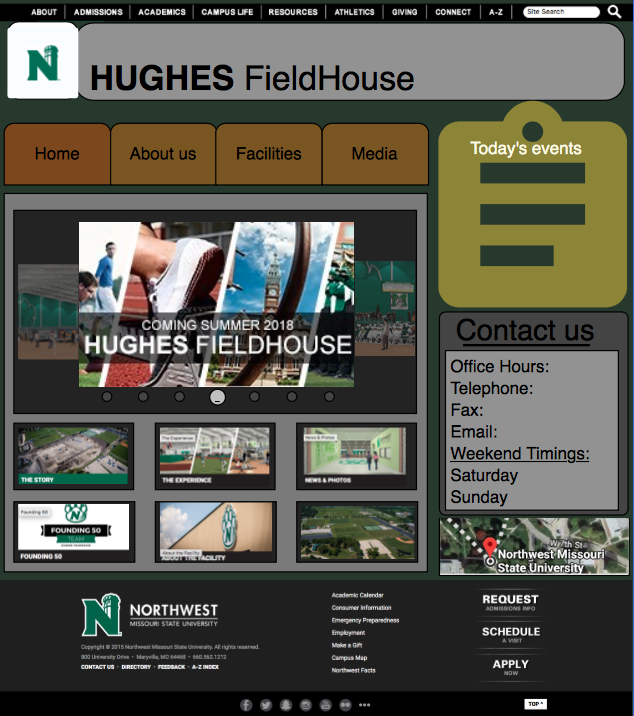 ABOUT ADMISSIONS ACADEMICS CAMPUS LIFE RESOURCES ATHLETICS GIVING CONNECT A-Z Site Search
N
HUGHES FieldHouse
Home About us Facilities Media
Today's events
COMING SUMMER 2018
HUGHES FIELDHOUSE
Contact us
Office Hours:
Telephone:
Fax:
Email:
Weekend Timings:
Saturday
Sunday
THE STORY
The Experience
THE EXPERIENCE
News & Photos
NEWS & PHOTOS
Founding 50
FOUNDING 50
TEAM
FOUNDING 50
About the Facility
ABOUT THE FACILITY
W 7th St
Northwest Missouri
State University
N NORTHWEST
MISSOURI STATE UNIVERSITY
Copyright © 2015 Northwest Missouri State University. All rights reserved.
800 University Drive • Maryville, MO 64468 • 660.562.1212
CONTACT US • DIRECTORY • FEEDBACK • A-Z INDEX
Academic Calendar
Consumer Information
Emergency Preparedness
Employment
Make a Gift
Campus Map
Northwest Facts
REQUEST
ADMISSIONS INFO
SCHEDULE
A VISIT
APPLY
NOW
TOP ^